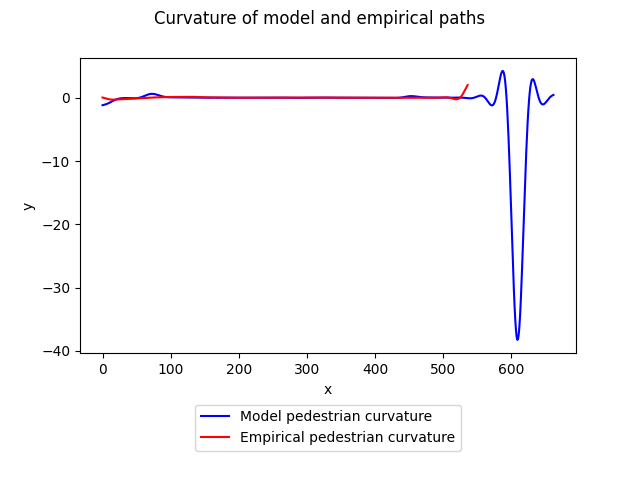 Curvature of model and empirical paths
y
0
−10
−20
−30
−40
0 100 200 300 400 500 600
x
Model pedestrian curvature
Empirical pedestrian curvature